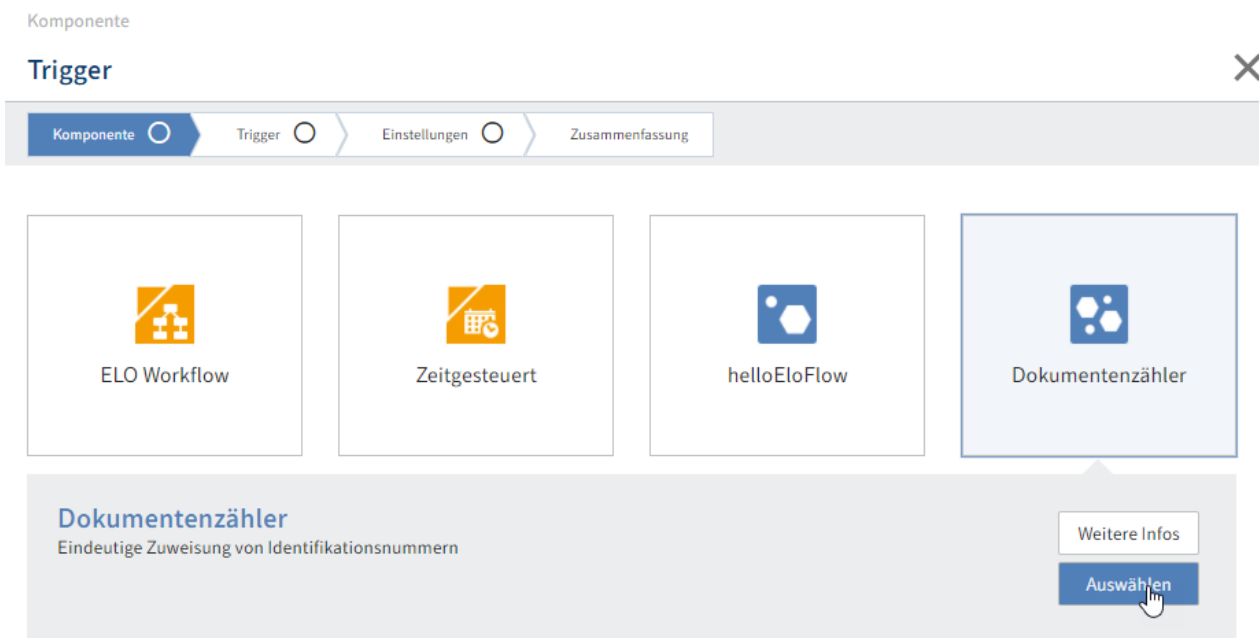 Komponente
Trigger
Komponente
Trigger
Einstellungen
Zusammenfassung
ELO Workflow
Zeitgesteuert
helloEloFlow
Dokumentenzähler
Dokumentenzähler
Eindeutige Zuweisung von Identifikationsnummern
Weitere Infos
Auswählen